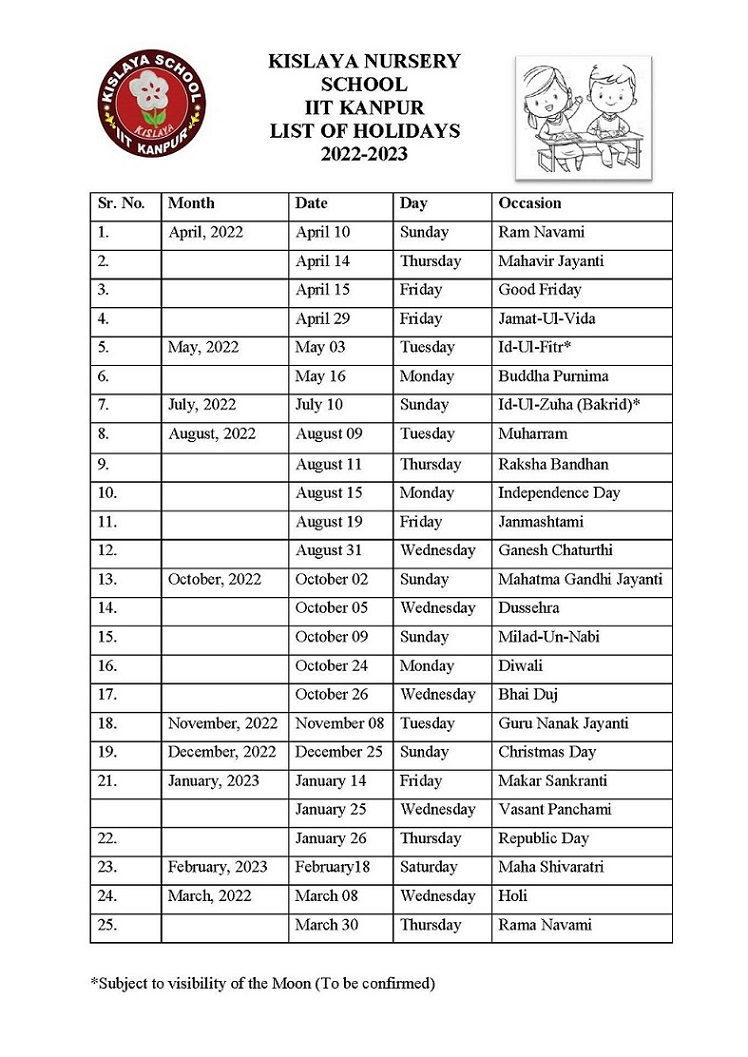 KISLAYA SCHOOL
KISLAYA
IIT KANPUR
KISLAYA NURSERY
SCHOOL
IIT KANPUR
LIST OF HOLIDAYS
2022-2023
Sr. No. Month Date Day Occasion
1. April, 2022 April 10 Sunday Ram Navami
2. April 14 Thursday Mahavir Jayanti
3. April 15 Friday Good Friday
4. April 29 Friday Jamat-Ul-Vida
5. May, 2022 May 03 Tuesday Id-Ul-Fitr*
6. May 16 Monday Buddha Purnima
7. July, 2022 July 10 Sunday Id-Ul-Zuha (Bakrid)*
8. August, 2022 August 09 Tuesday Muharram
9. August 11 Thursday Raksha Bandhan
10. August 15 Monday Independence Day
11. August 19 Friday Janmashtami
12. August 31 Wednesday Ganesh Chaturthi
13. October, 2022 October 02 Sunday Mahatma Gandhi Jayanti
14. October 05 Wednesday Dussehra
15. October 09 Sunday Milad-Un-Nabi
16. October 24 Monday Diwali
17. October 26 Wednesday Bhai Duj
18. November, 2022 November 08 Tuesday Guru Nanak Jayanti
19. December, 2022 December 25 Sunday Christmas Day
21. January, 2023 January 14 Friday Makar Sankranti
January 25 Wednesday Vasant Panchami
22. January 26 Thursday Republic Day
23. February, 2023 February18 Saturday Maha Shivaratri
24. March, 2022 March 08 Wednesday Holi
25. March 30 Thursday Rama Navami
*Subject to visibility of the Moon (To be confirmed)